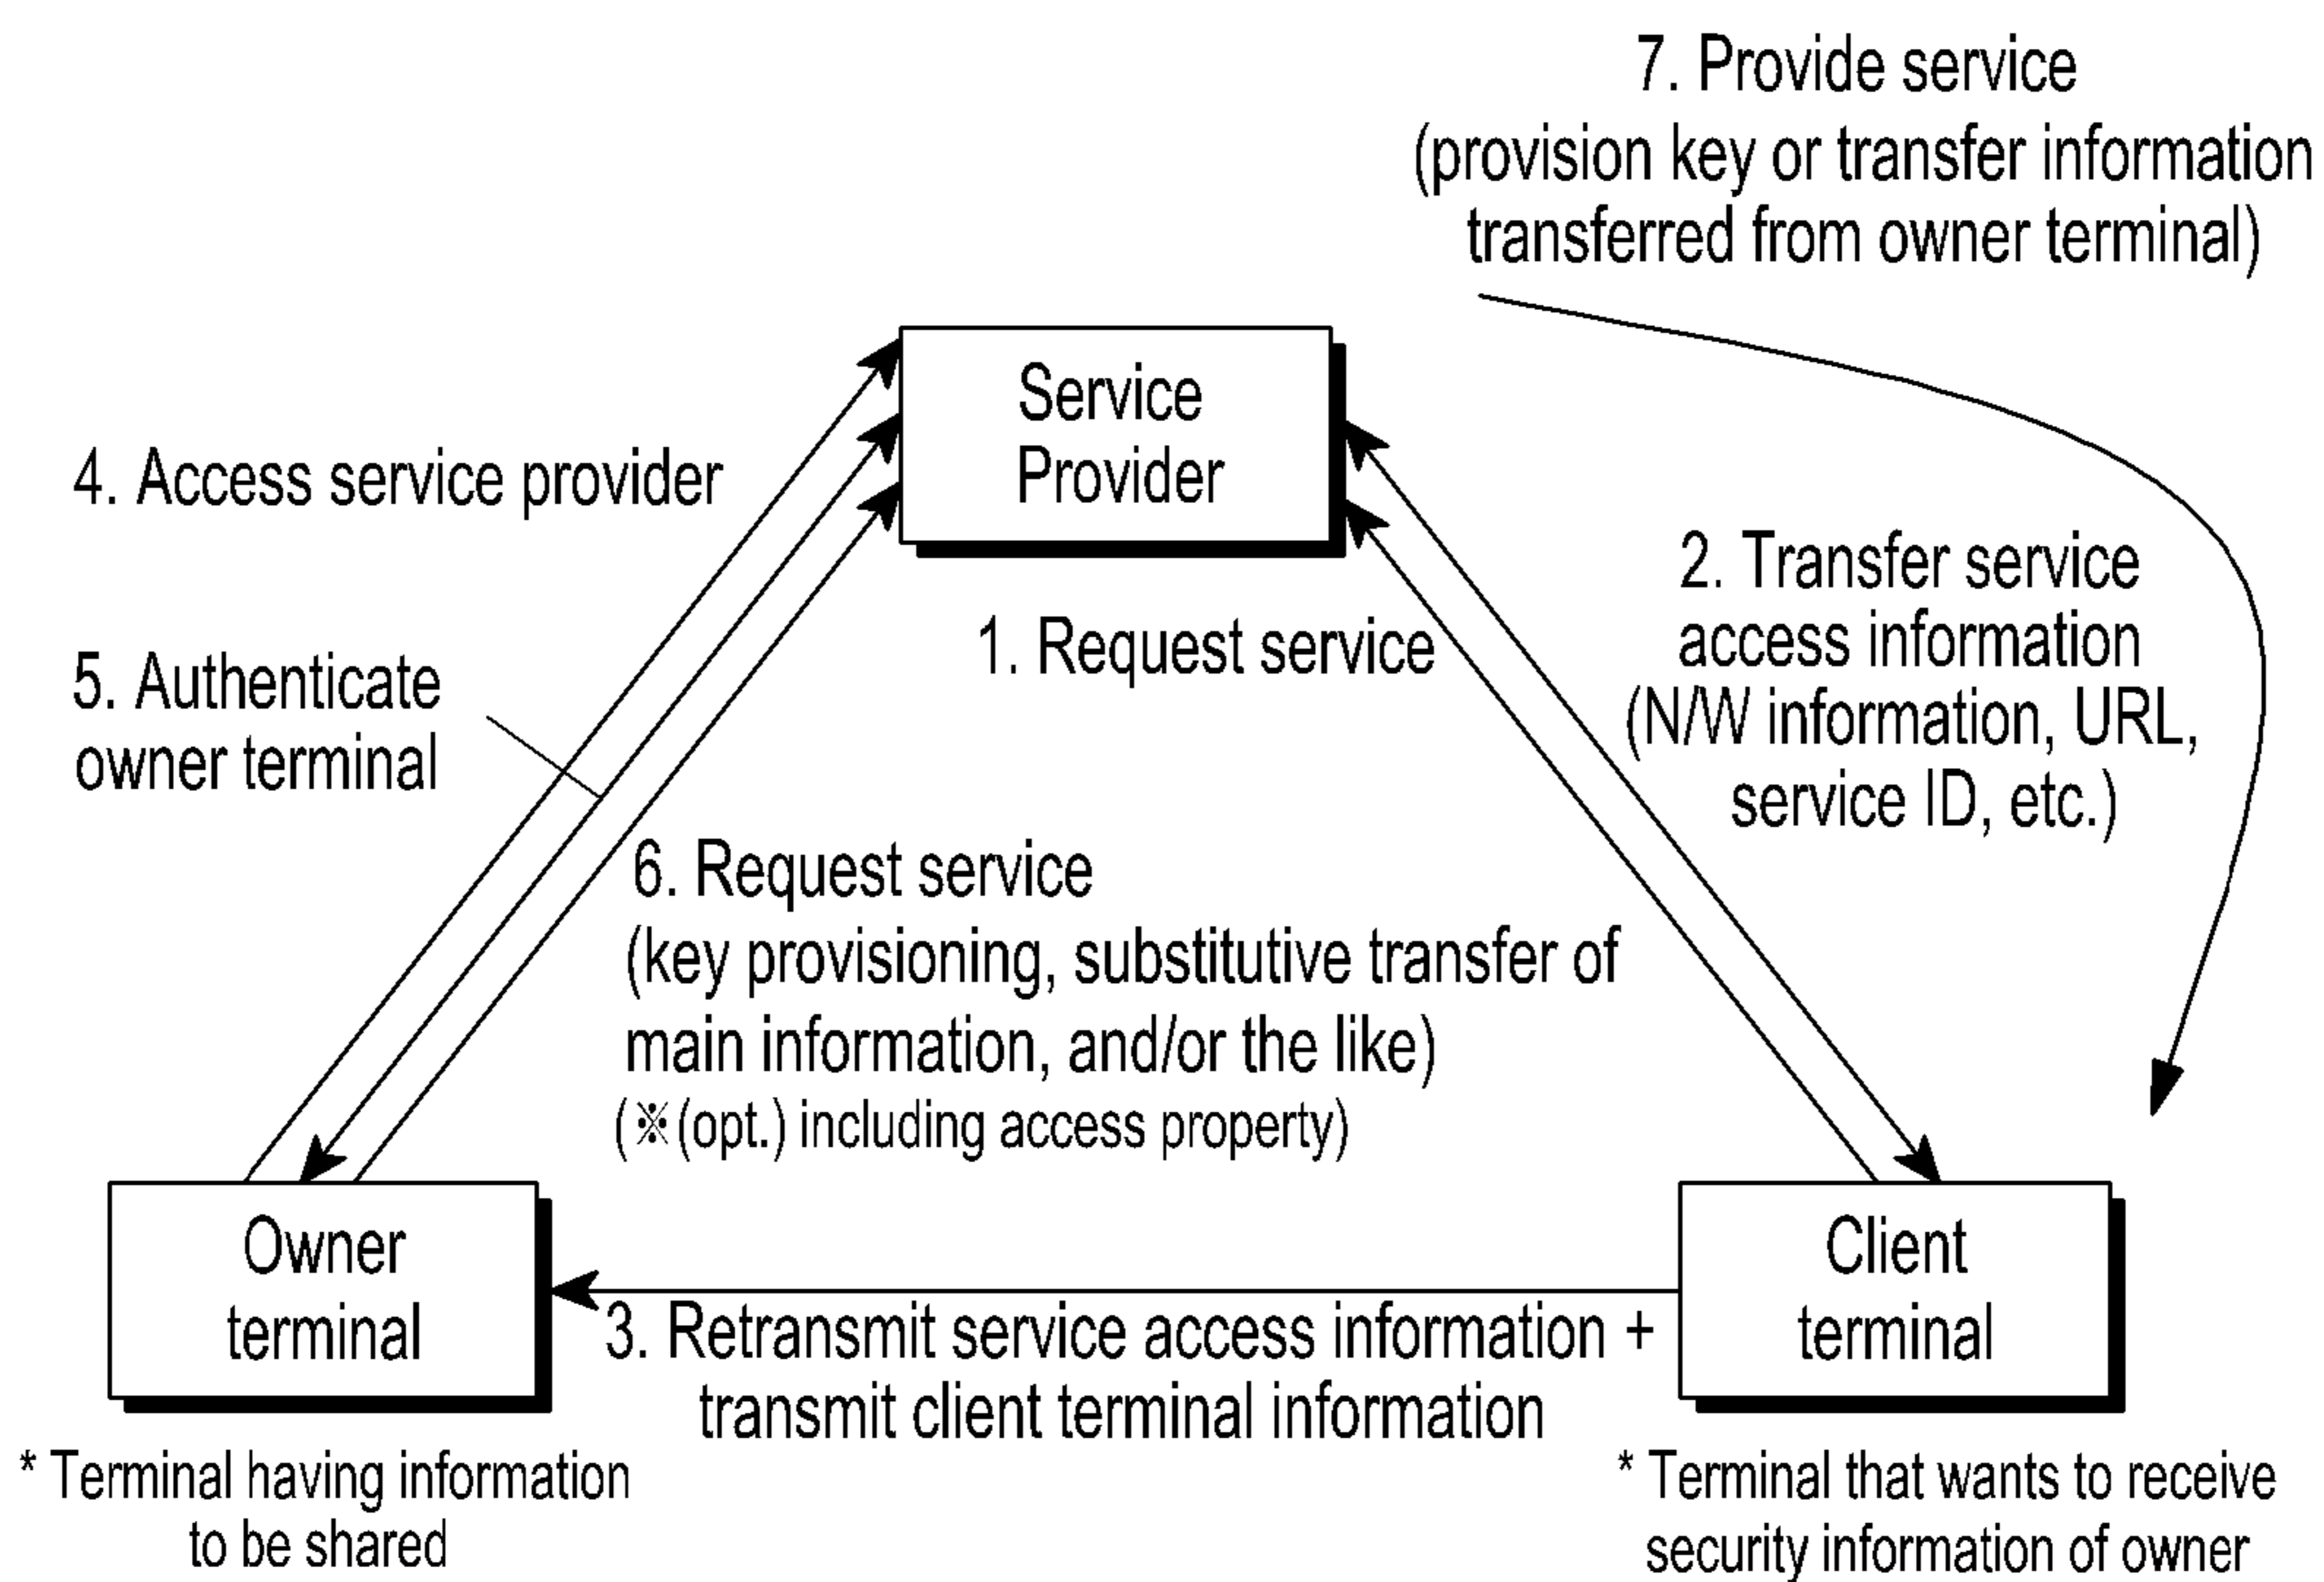 7. Provide service
(provision key or transfer information
transferred from owner terminal)
Service
Provider
4. Access service provider
2. Transfer service
access information
(N/W information, URL,
service ID, etc.)
1. Request service
5. Authenticate
owner terminal
6. Request service
(key provisioning, substitutive transfer of
main information, and/or the like)
(※(opt.) including access property)
Owner
terminal
Client
terminal
3. Retransmit service access information +
transmit client terminal information
* Terminal having information
to be shared
* Terminal that wants to receive
security information of owner